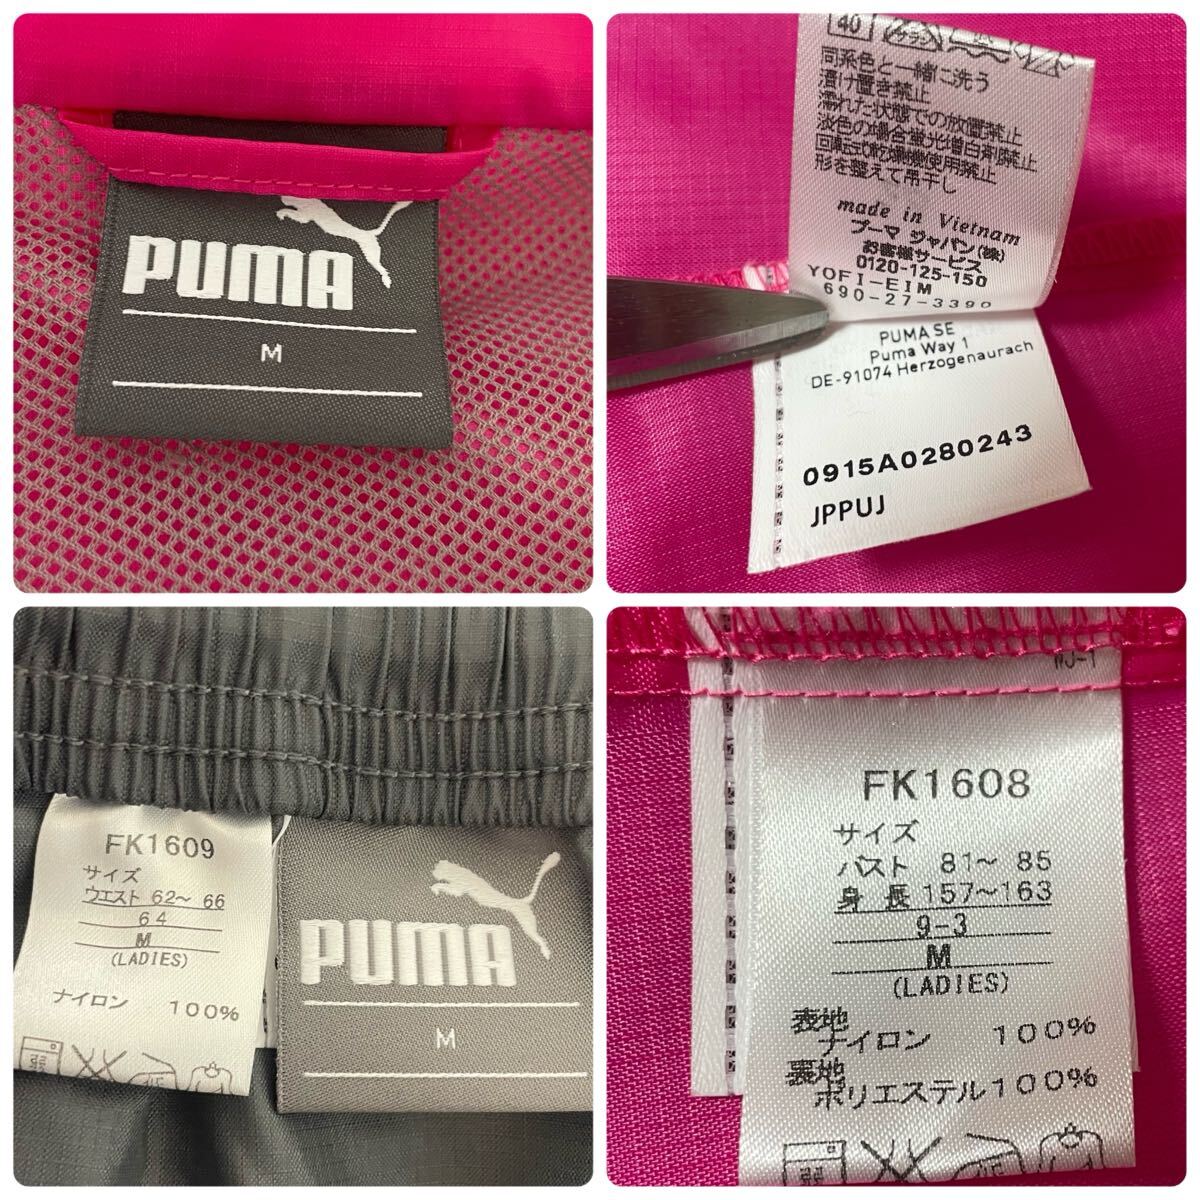 PUMA
M
40
同系色と一緒に洗う
漬け置き禁止
濡れた状態での放置禁止
淡色の場合蛍光増白剤禁止
回転式乾燥機使用禁止
形を整えて吊干し
made in Vietnam
プーマ ジャパン(株)
お客様サービス
0120-125-150
YOFI-EIM
690-27-3390
PUMA SE
Puma Way 1
DE-91074 Herzogenaurach
0915A0280243
JPPUJ
FK1609
サイズ
ウエスト 62～ 66
64
M
(LADIES)
ナイロン 100%
PUMA
M
FK1608
サイズ
バスト 81～ 85
身 長 157～163
9-3
M
(LADIES)
表地
ナイロン 100%
裏地
ポリエステル 100%